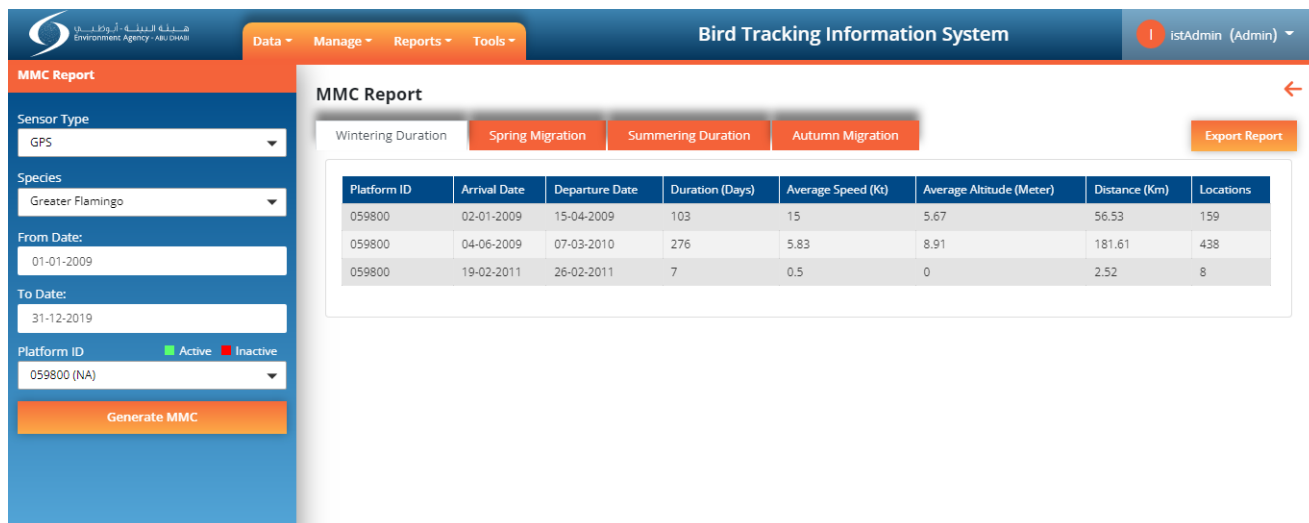 هـيـئة الـبيـئـة - أبـوظـبــي
Environment Agency - ABU DHABI
Data Manage Reports Tools
Bird Tracking Information System
I istAdmin (Admin)
MMC Report
Sensor Type
GPS
Species
Greater Flamingo
From Date:
01-01-2009
To Date:
31-12-2019
Platform ID Active Inactive
059800 (NA)
Generate MMC
MMC Report
Wintering Duration Spring Migration Summering Duration Autumn Migration Export Report
Platform ID Arrival Date Departure Date Duration (Days) Average Speed (Kt) Average Altitude (Meter) Distance (Km) Locations
059800 02-01-2009 15-04-2009 103 15 5.67 56.53 159
059800 04-06-2009 07-03-2010 276 5.83 8.91 181.61 438
059800 19-02-2011 26-02-2011 7 0.5 0 2.52 8